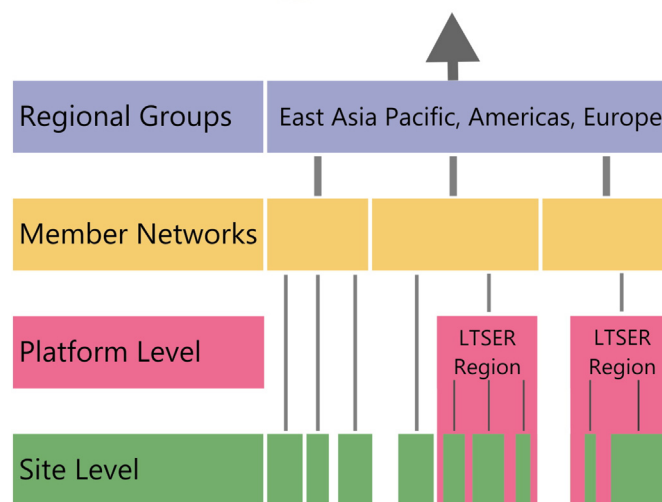 Regional Groups
East Asia Pacific, Americas, Europe
Member Networks
Platform Level
LTSER
Region
LTSER
Region
Site Level